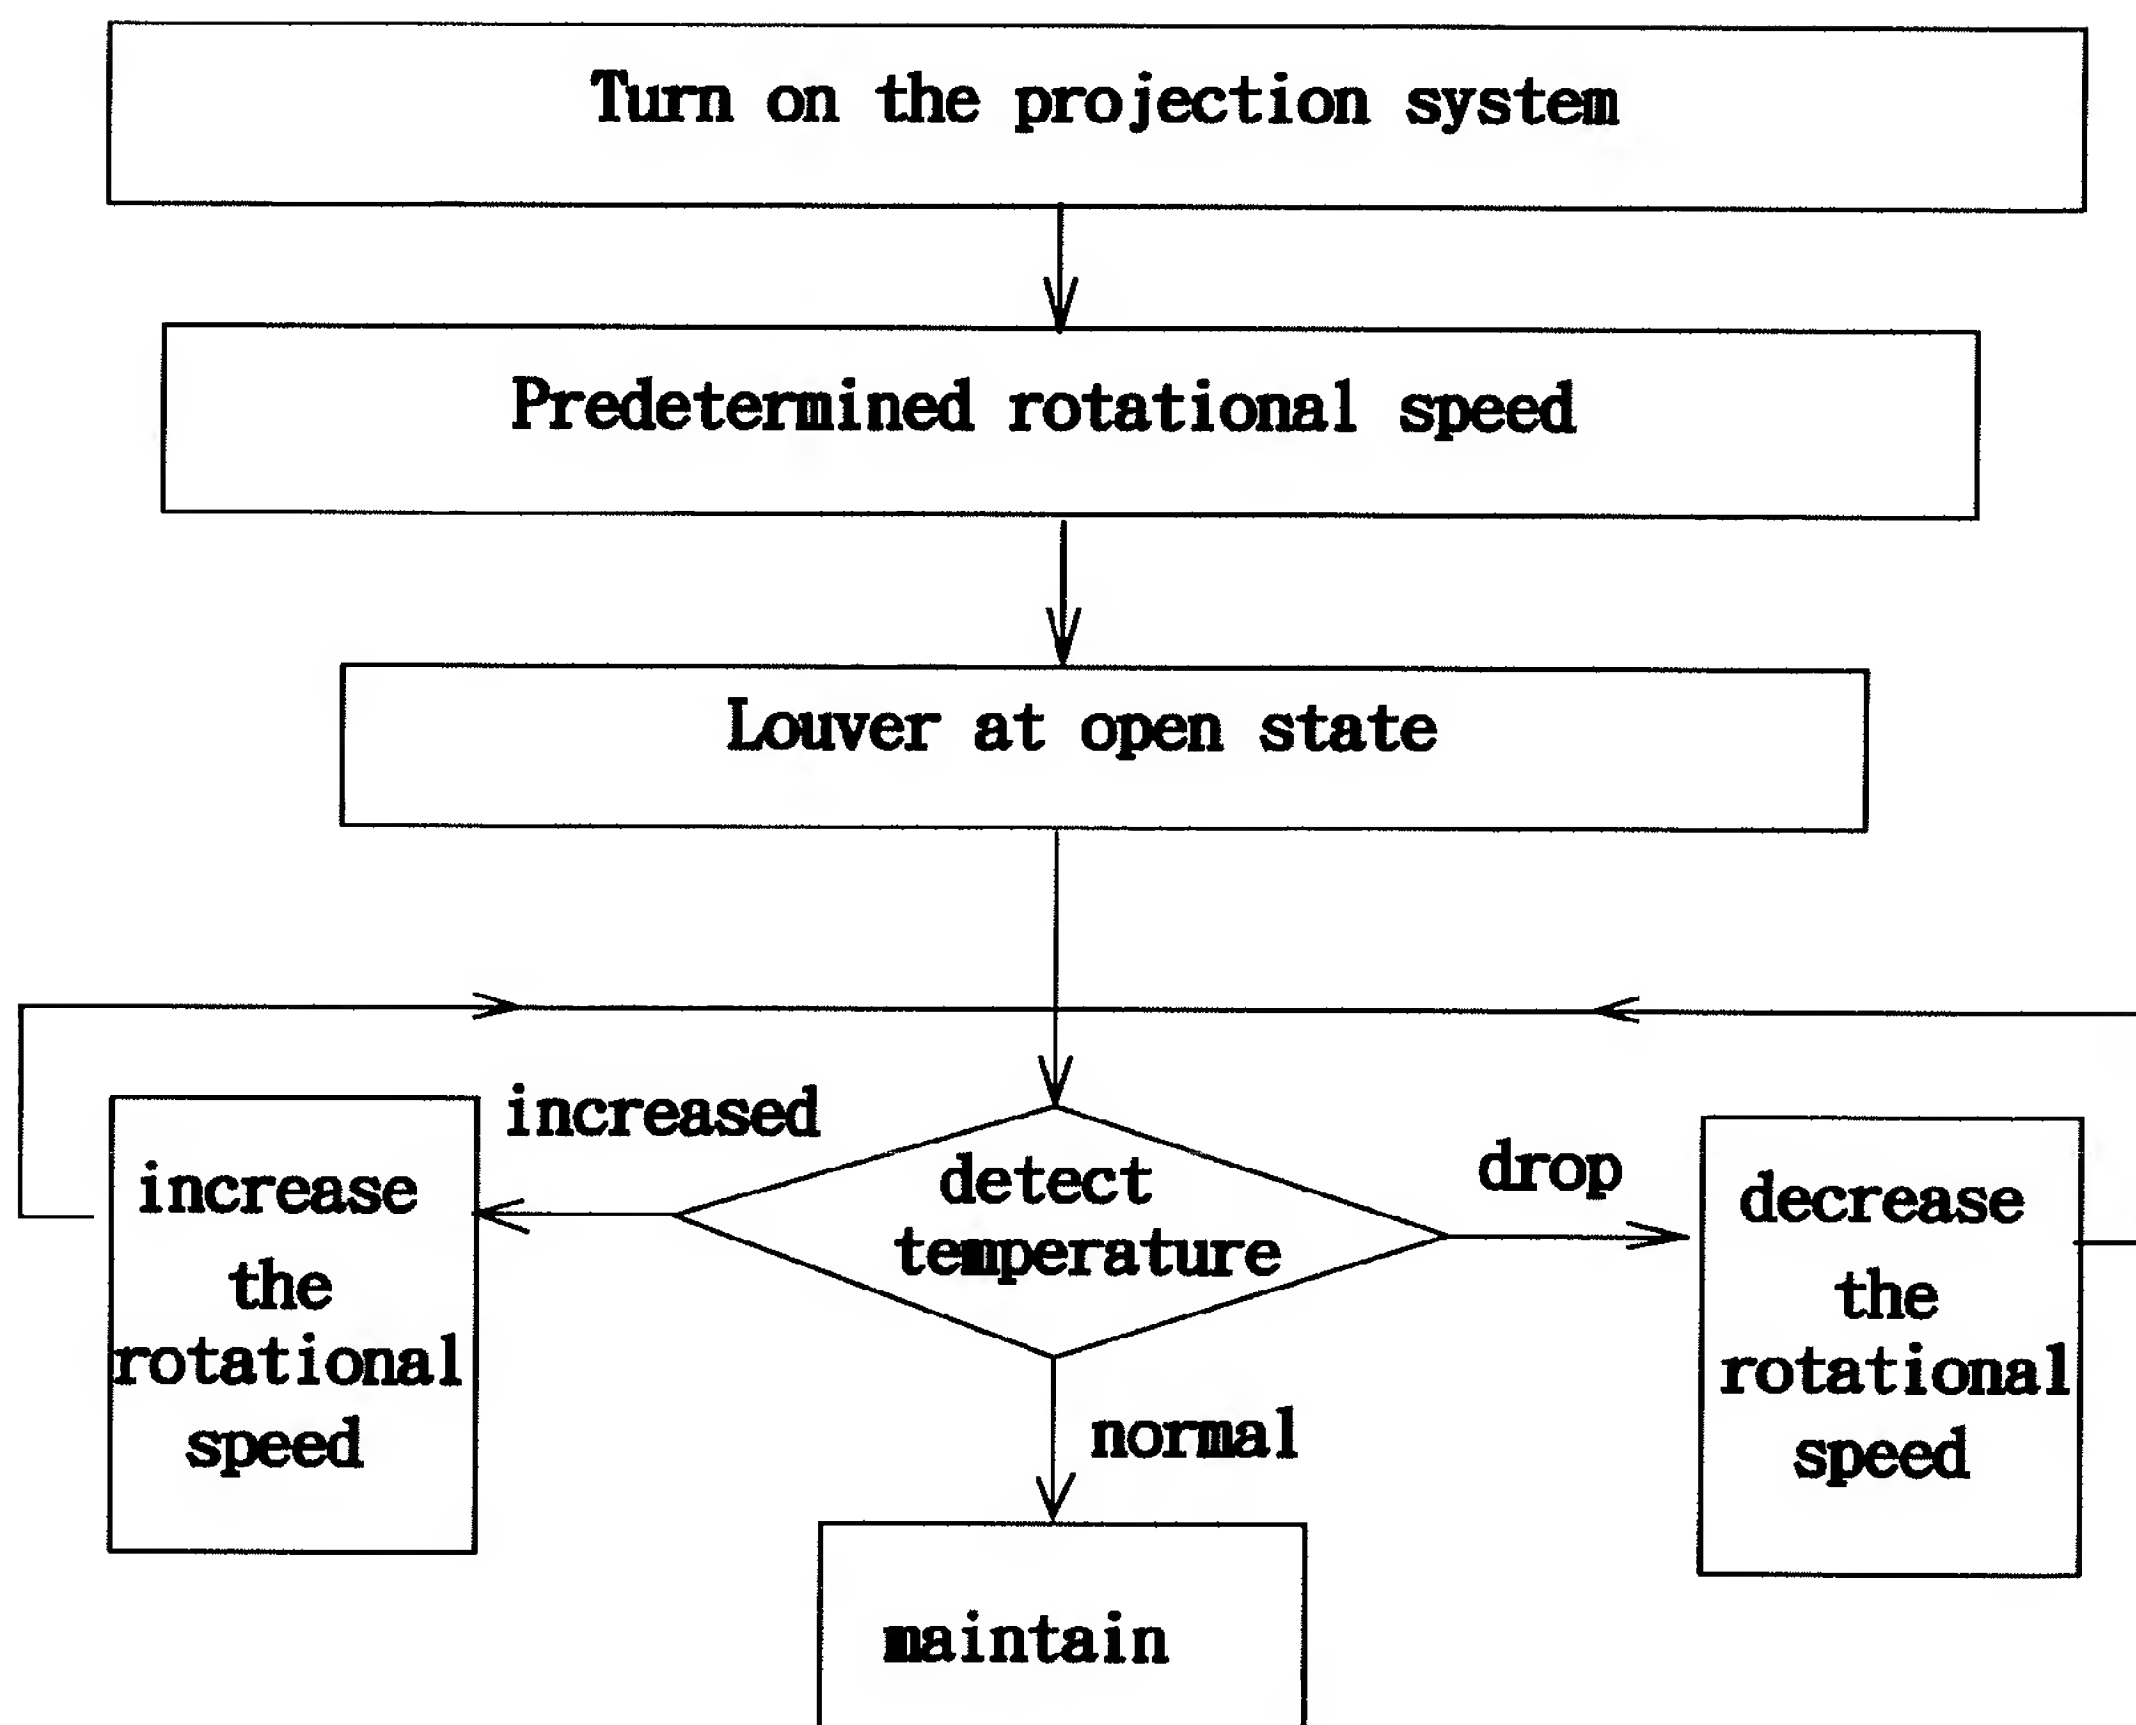 Turn on the projection system
Predetermined rotational speed
Louver at open state
increased
increase
the
rotational
speed
detect
temperature
drop
decrease
the
rotational
speed
normal
maintain